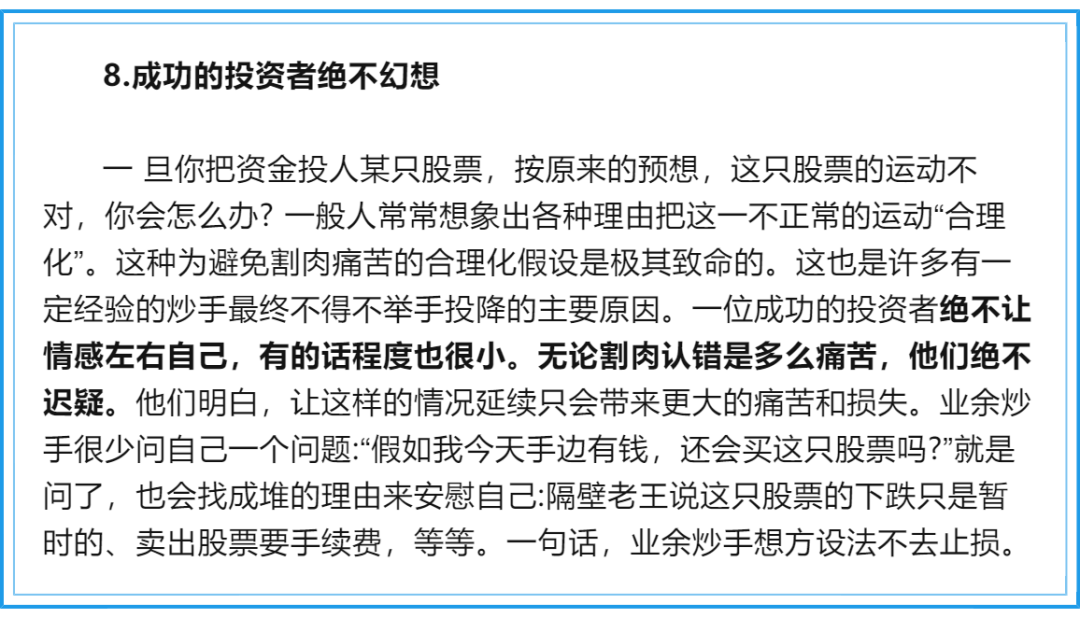 8.成功的投资者绝不幻想
一 旦你把资金投人某只股票，按原来的预想，这只股票的运动不
对，你会怎么办？一般人常常想象出各种理由把这一不正常的运动“合理
化”。这种为避免割肉痛苦的合理化假设是极其致命的。这也是许多有一
定经验的炒手最终不得不举手投降的主要原因。一位成功的投资者绝不让
情感左右自己，有的话程度也很小。无论割肉认错是多么痛苦，他们绝不
迟疑。他们明白，让这样的情况延续只会带来更大的痛苦和损失。业余炒
手很少问自己一个问题:“假如我今天手边有钱，还会买这只股票吗?”就是
问了，也会找成堆的理由来安慰自己:隔壁老王说这只股票的下跌只是暂
时的、卖出股票要手续费，等等。一句话，业余炒手想方设法不去止损。